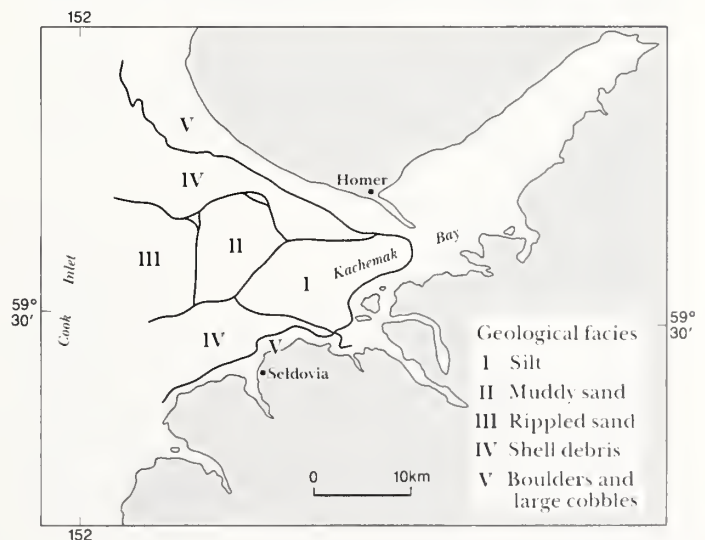 152
V
Homer
IV
Bay
II
Kachemak
III
I
Inlet
Cook
59°
30'
59°
30'
IV
V
Seldovia
Geological facies
I Silt
II Muddy sand
III Rippled sand
IV Shell debris
V Boulders and
large cobbles
0 10km
152